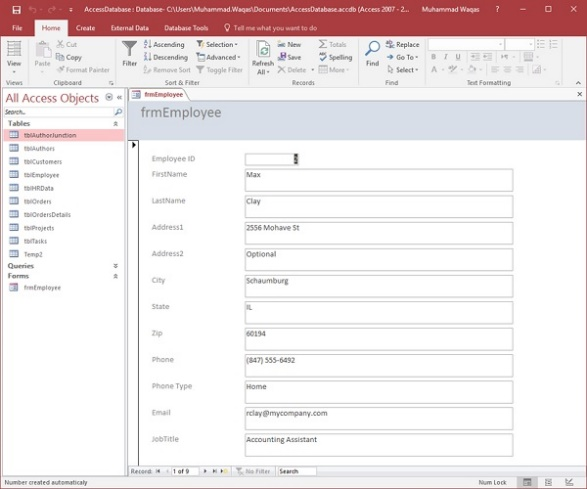 AccessDatabase : Database- C:\Users\Muhammad.Waqas\Documents\AccessDatabase.accdb (Access 2007 - 2... Muhammad Waqas
File Home Create External Data Database Tools Tell me what you want to do
View
Views
Paste
Cut
Copy
Format Painter
Clipboard
Filter
Ascending
Descending
Remove Sort
Selection
Advanced
Toggle Filter
Sort & Filter
Refresh All
New
Save
Delete
Totals
Spelling
More
Records
Find
Replace
Go To
Select
Find
B I U
Text Formatting
All Access Objects
Search..
Tables
tblAuthorJunction
tblAuthors
tblCustomers
tblEmployee
tblHRData
tblOrders
tblOrdersDetails
tblProjects
tblTasks
Temp2
Queries
Forms
frmEmployee
frmEmployee
frmEmployee
Employee ID
FirstName Max
LastName Clay
Address1 2556 Mohave St
Address2 Optional
City Schaumburg
State IL
Zip 60194
Phone (847) 555-6492
Phone Type Home
Email rclay@mycompany.com
JobTitle Accounting Assistant
Record: 1 of 9 No Filter Search
Number created automaticaly Num Lock